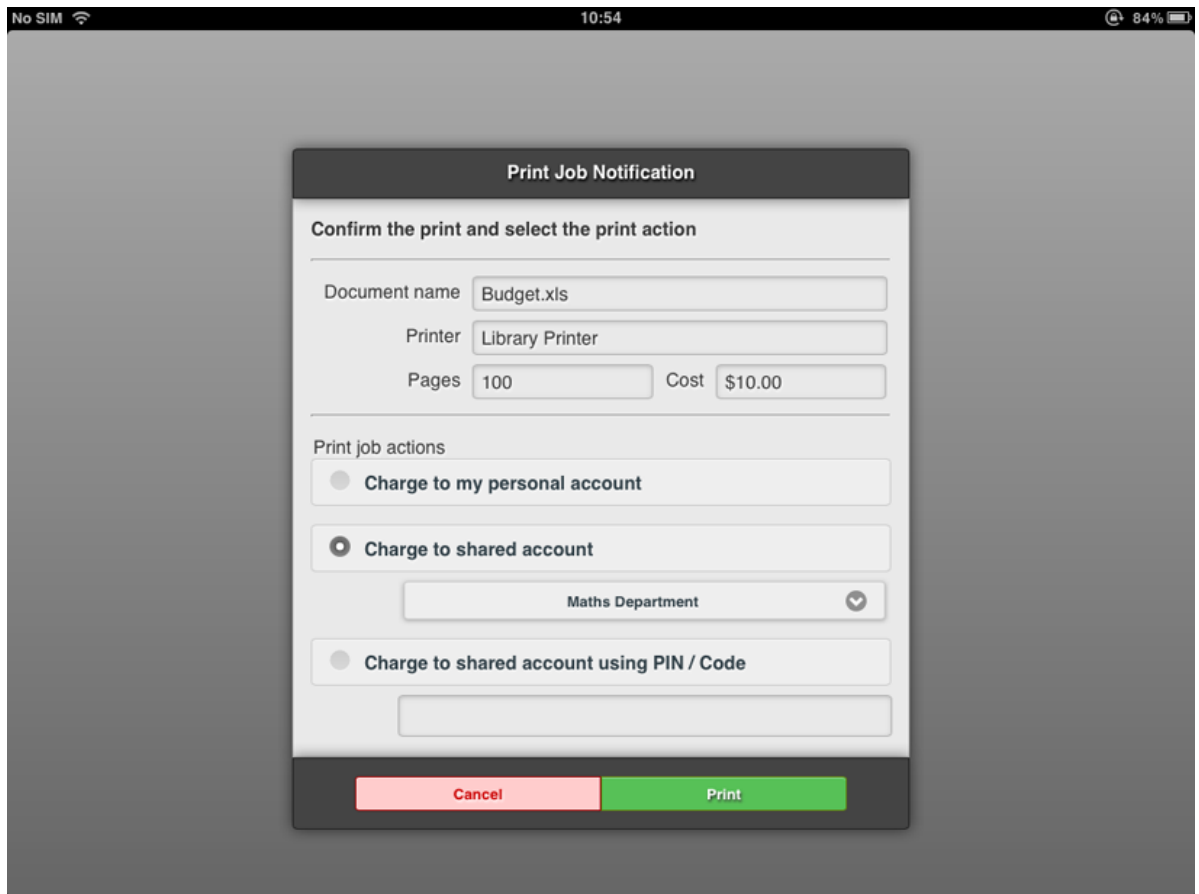 No SIM 10:54 84%
Print Job Notification
Confirm the print and select the print action
Document name Budget.xls
Printer Library Printer
Pages 100 Cost $10.00
Print job actions
Charge to my personal account
Charge to shared account
Maths Department
Charge to shared account using PIN / Code
Cancel Print